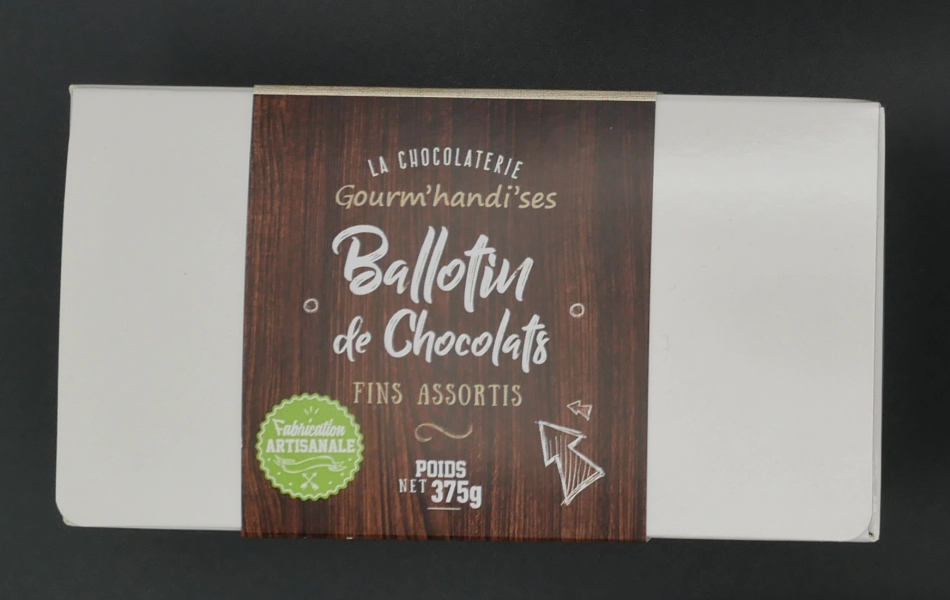 LA CHOCOLATERIE
Gourm'handi'ses
Ballotin
de Chocolats
FINS ASSORTIS
Fabrication
ARTISANALE
POIDS
NET 375g